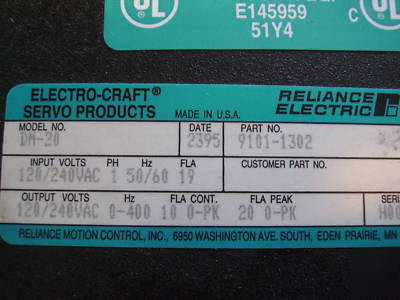 E145959
51Y4
UL
UL
C
ELECTRO-CRAFT®
SERVO PRODUCTS
MADE IN U.S.A.
RELIANCE
ELECTRIC
MODEL NO.
DATE
PART NO.
DM-20
2395
9101-1302
INPUT VOLTS PH Hz FLA
CUSTOMER PART NO.
120/240VAC 1 50/60 19
OUTPUT VOLTS Hz FLA CONT. FLA PEAK
120/240VAC 0-400 10 0-PK 20 0-PK
RELIANCE MOTION CONTROL, INC., 6950 WASHINGTON AVE. SOUTH, EDEN PRAIRIE, MN